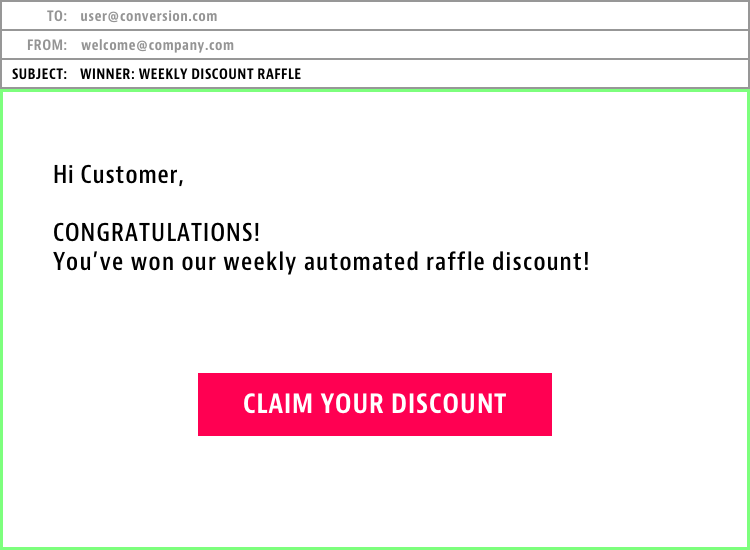 TO: user@conversion.com
FROM: welcome@company.com
SUBJECT: WINNER: WEEKLY DISCOUNT RAFFLE
Hi Customer,
CONGRATULATIONS!
You’ve won our weekly automated raffle discount!
CLAIM YOUR DISCOUNT